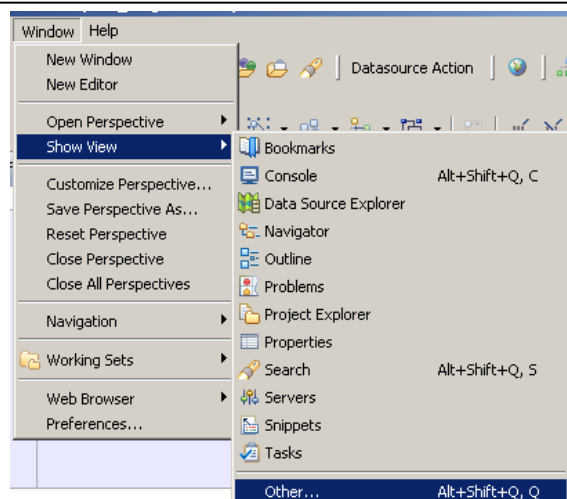 Window Help
New Window
New Editor
Datasource Action
Open Perspective
Show View
Customize Perspective...
Save Perspective As...
Reset Perspective
Close Perspective
Close All Perspectives
Navigation
Working Sets
Web Browser
Preferences...
Bookmarks
Console Alt+Shift+Q, C
Data Source Explorer
Navigator
Outline
Problems
Project Explorer
Properties
Search Alt+Shift+Q, S
Servers
Snippets
Tasks
Other... Alt+Shift+Q, Q